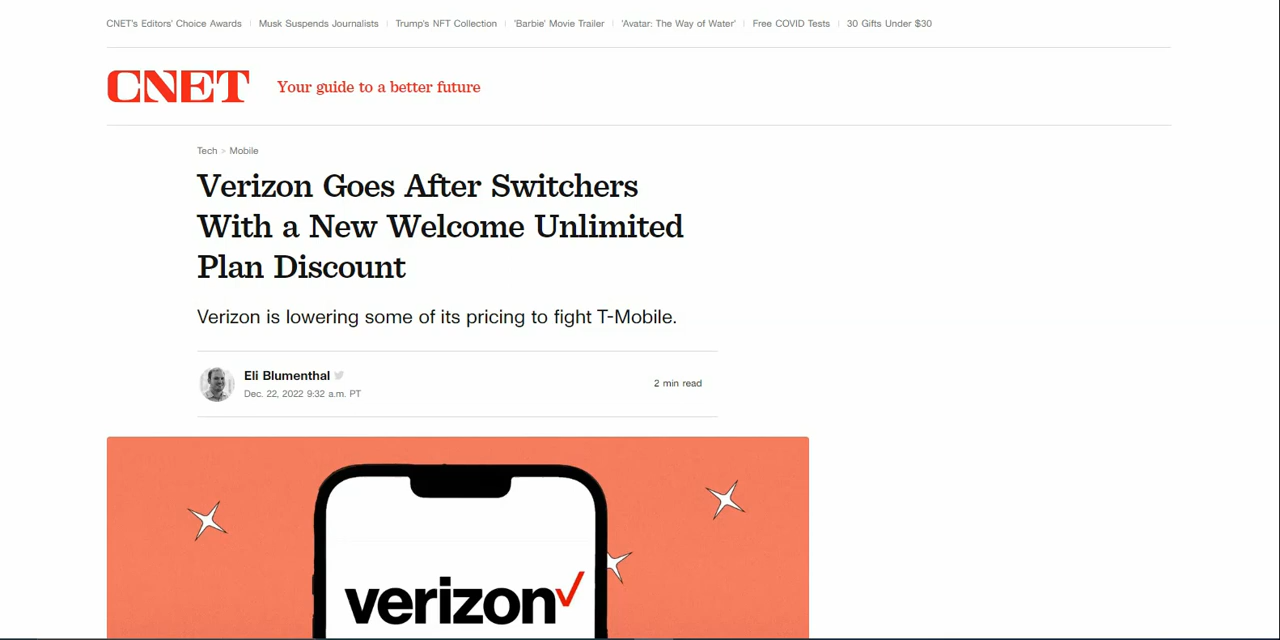 CNET's Editors' Choice Awards Musk Suspends Journalists Trump's NFT Collection 'Barbie' Movie Trailer 'Avatar: The Way of Water' Free COVID Tests 30 Gifts Under $30
CNET Your guide to a better future
Tech > Mobile
Verizon Goes After Switchers
With a New Welcome Unlimited
Plan Discount
Verizon is lowering some of its pricing to fight T-Mobile.
Eli Blumenthal
Dec. 22, 2022 9:32 a.m. PT
2 min read
verizon